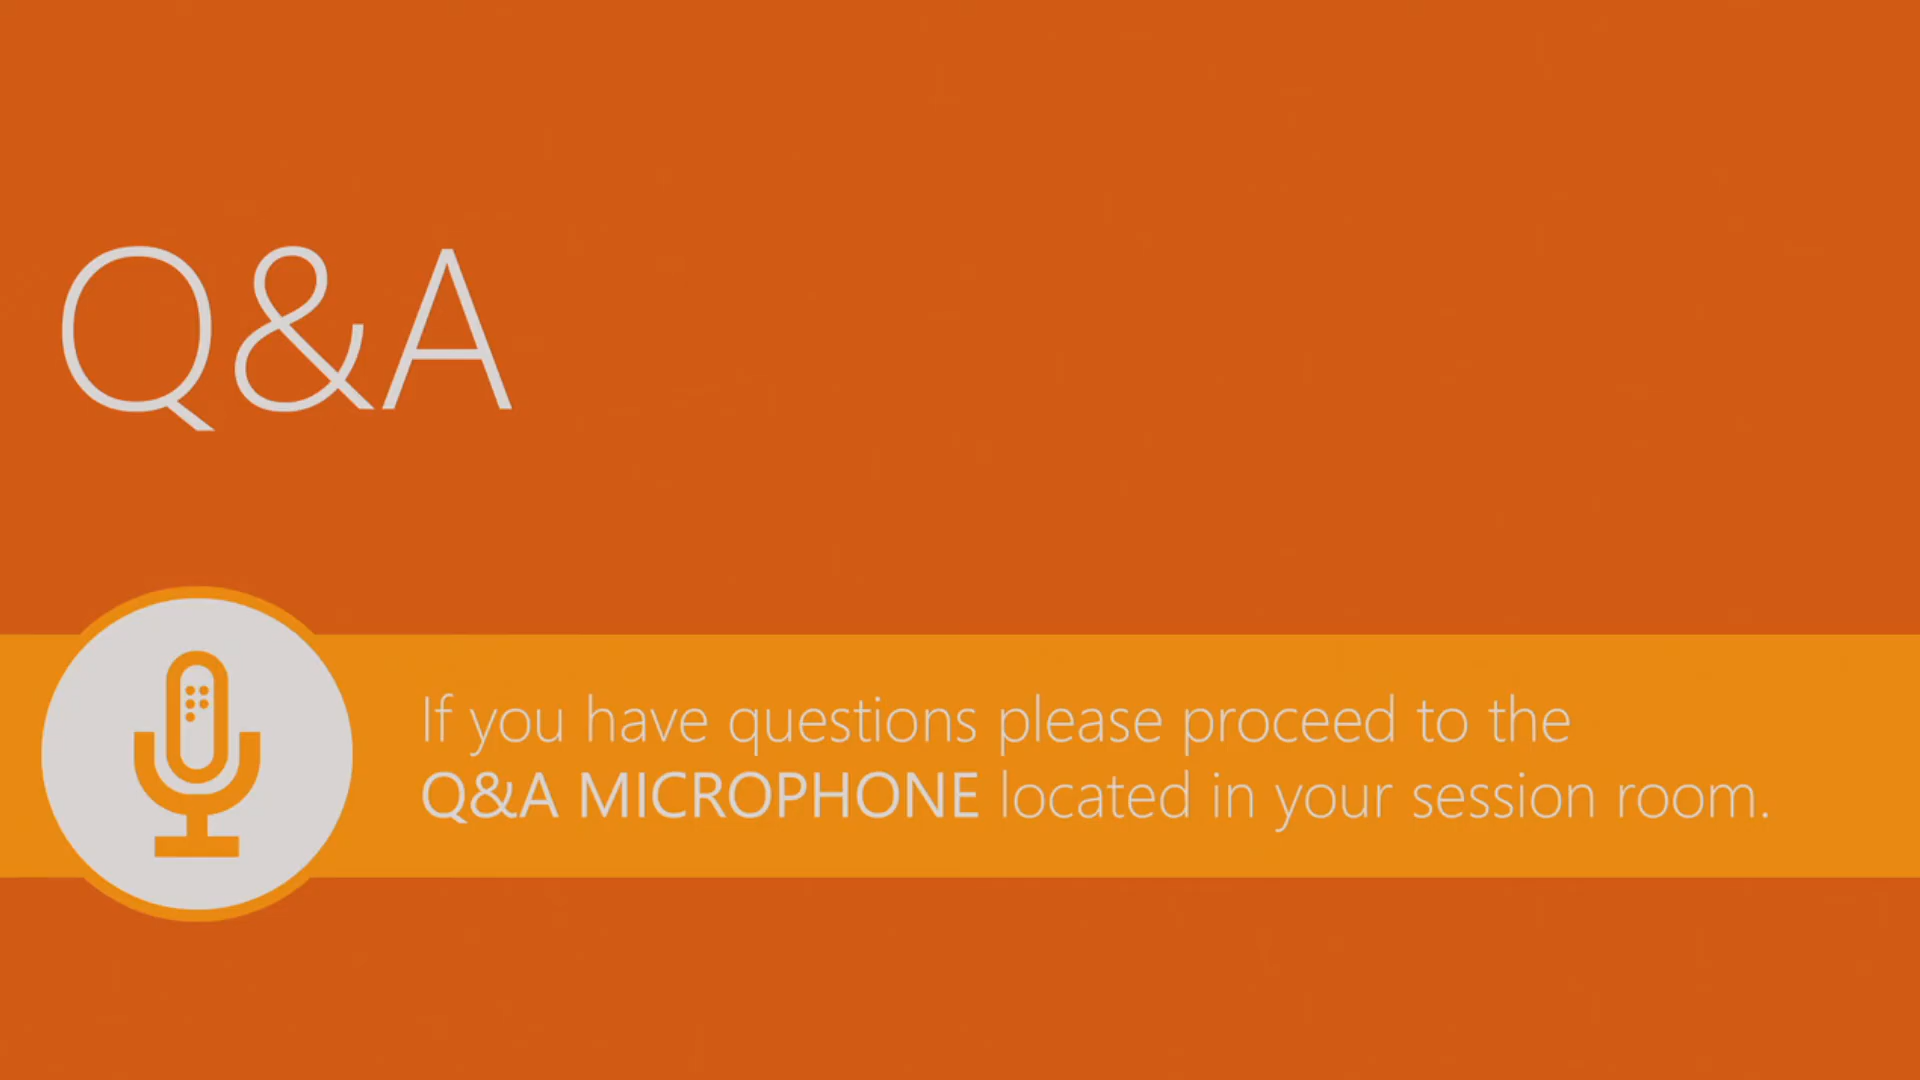 Q&A
If you have questions please proceed to the
Q&A MICROPHONE located in your session room.